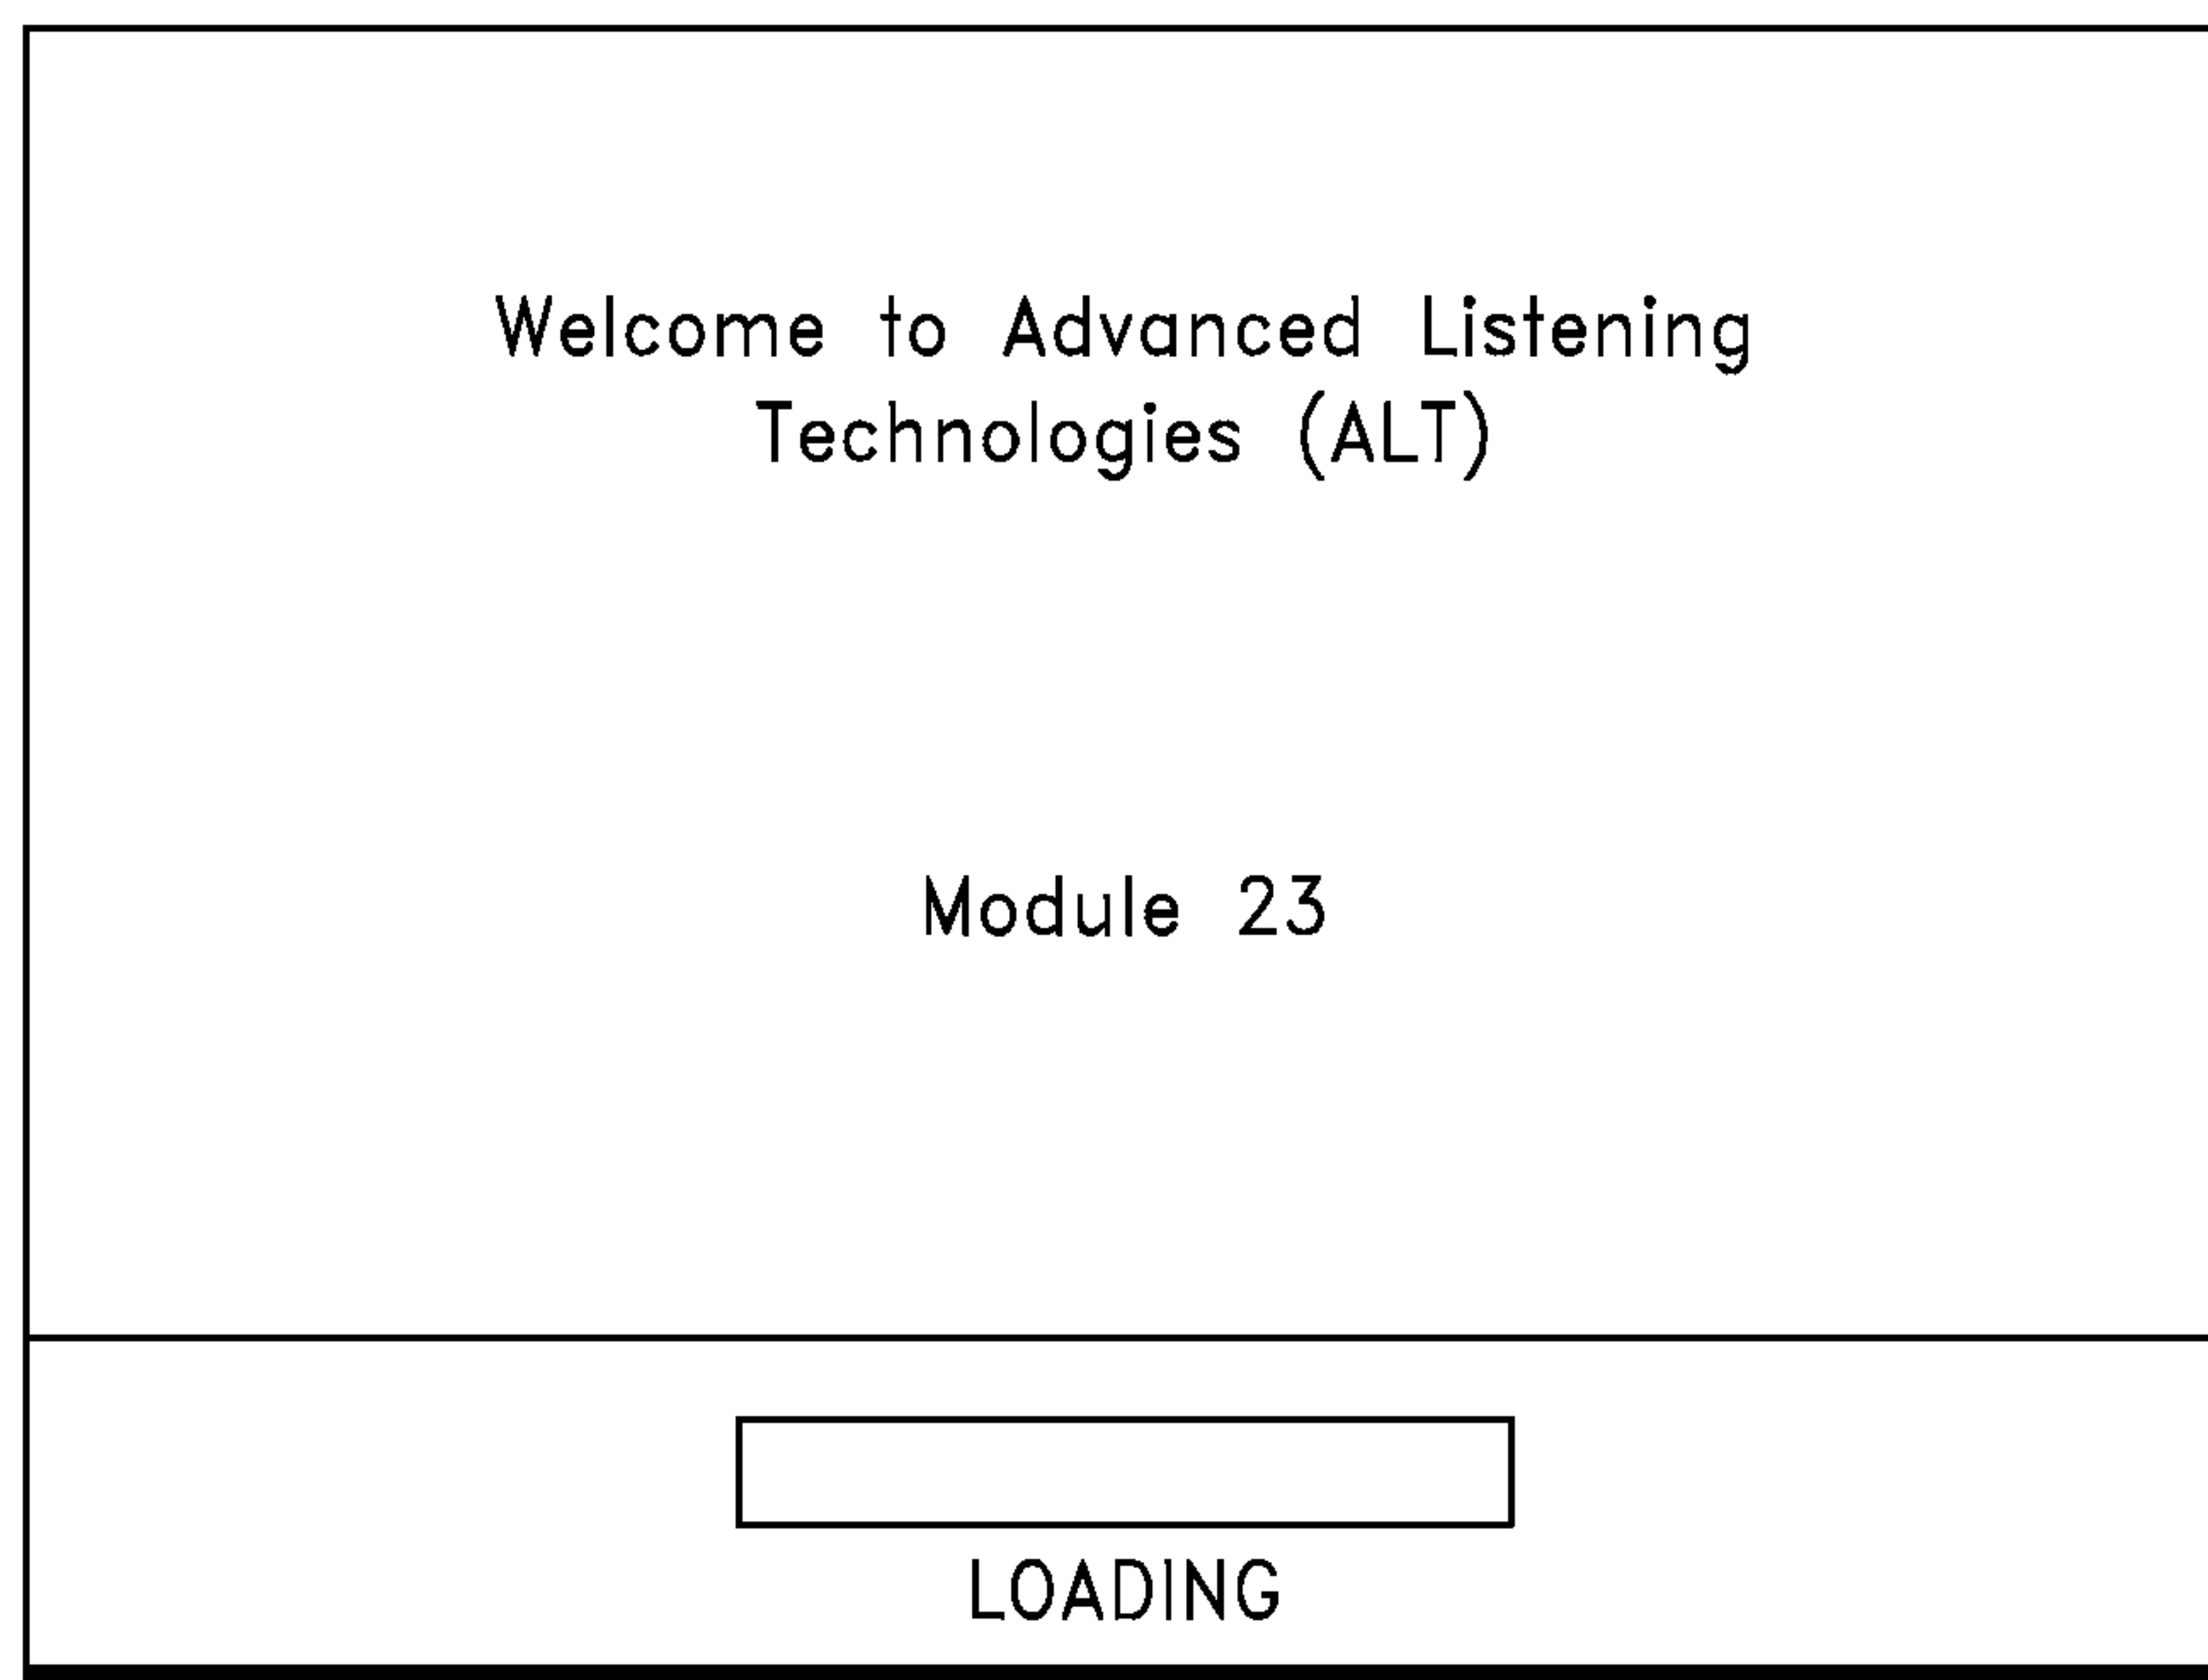 Welcome to Advanced Listening
Technologies (ALT)
Module 23
LOADING